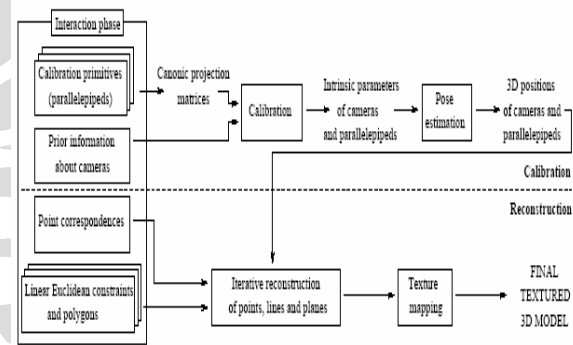 Interaction phase
Calibration primitives
(parallelepipeds)
Canonic projection
matrices
Calibration
Intrinsic parameters
of cameras
and parallelepipeds
Pose
estimation
3D positions
of cameras and
parallelepipeds
Prior information
about cameras
Calibration
Reconstruction
Point correspondences
Linear Euclidean constraints
and polygons
Iterative reconstruction
of points, lines and planes
Texture
mapping
FINAL
TEXTURED
3D MODEL